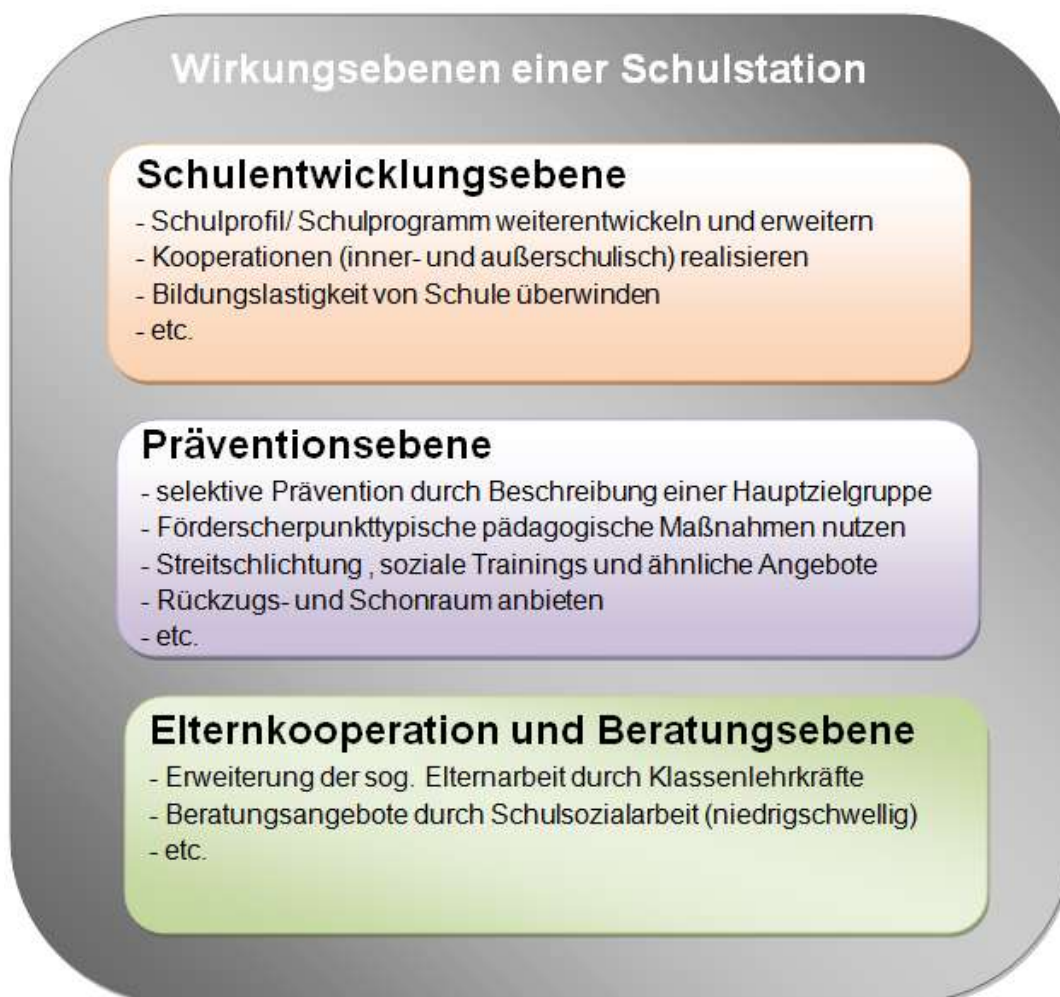 Wirkungsebenen einer Schulstation
Schulentwicklungsebene
- Schulprofil/ Schulprogramm weiterentwickeln und erweitern
- Kooperationen (inner- und außerschulisch) realisieren
- Bildungslastigkeit von Schule überwinden
- etc.
Präventionsebene
- selektive Prävention durch Beschreibung einer Hauptzielgruppe
- Förderscherpunkttypische pädagogische Maßnahmen nutzen
- Streitschlichtung , soziale Trainings und ähnliche Angebote
- Rückzugs- und Schonraum anbieten
- etc.
Elternkooperation und Beratungsebene
- Erweiterung der sog. Elternarbeit durch Klassenlehrkräfte
- Beratungsangebote durch Schulsozialarbeit (niedrigschwellig)
- etc.